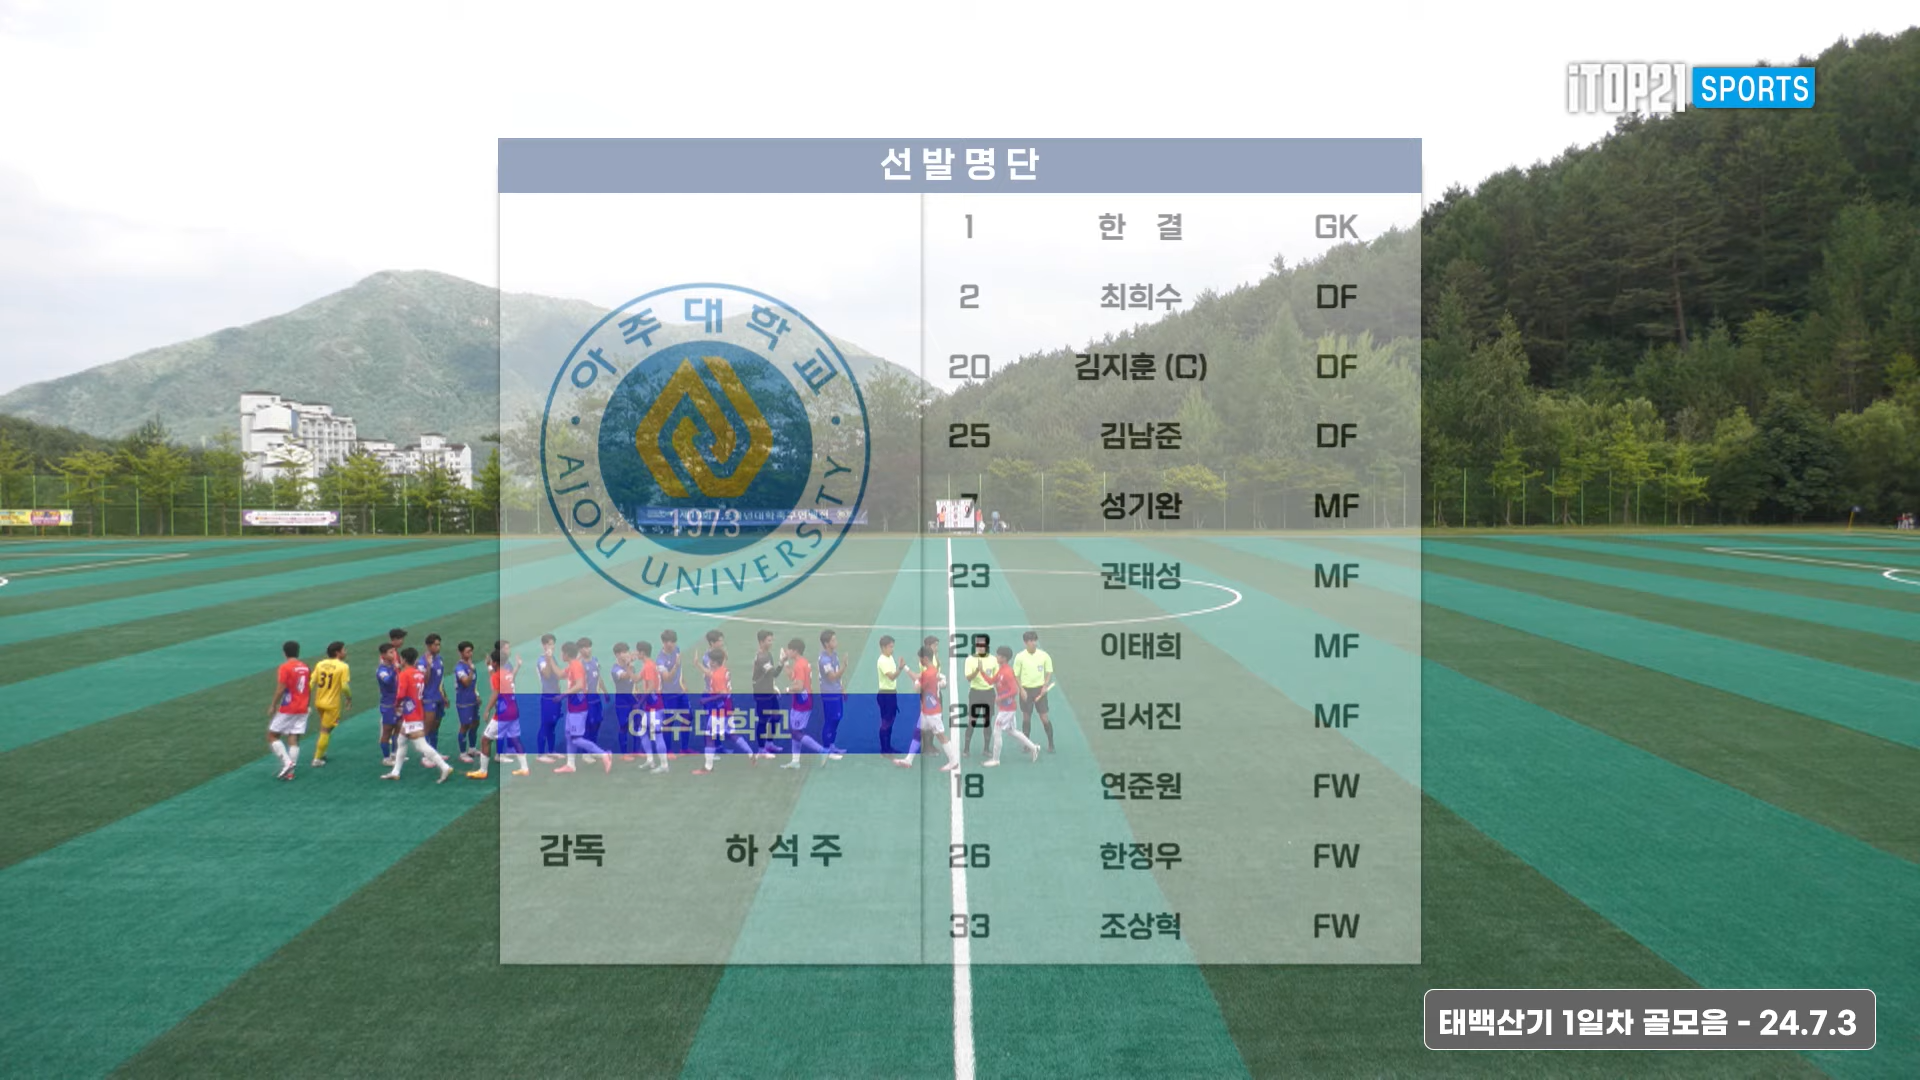 iTOP21 SPORTS
선발명단
아주대학교
1973
AJOU UNIVERSITY
아주대학교
감독 하석주
1 한 결 GK
2 최희수 DF
20 김지훈 (C) DF
25 김남준 DF
7 성기완 MF
23 권태성 MF
28 이태희 MF
29 김서진 MF
18 연준원 FW
26 한정우 FW
33 조상혁 FW
31
태백산기 1일차 골모음 - 24.7.3